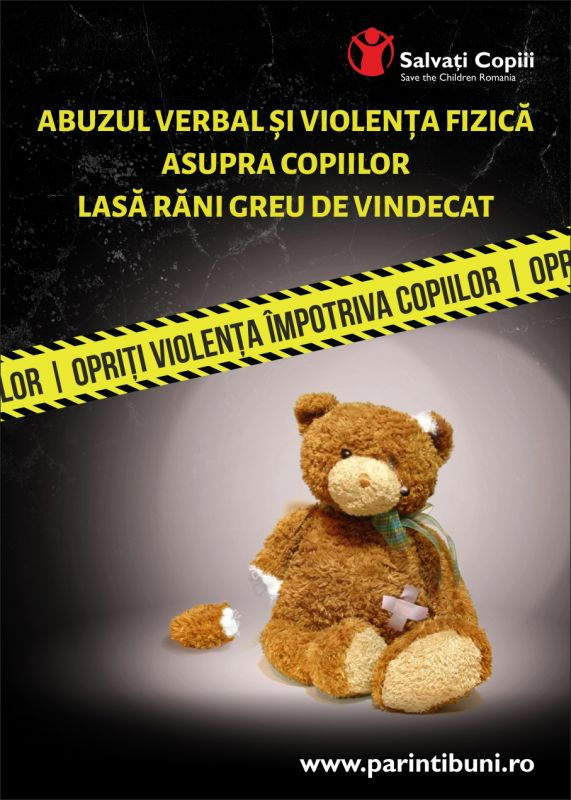 Salvați Copiii
Save the Children Romania
ABUZUL VERBAL ȘI VIOLENȚA FIZICĂ
ASUPRA COPIILOR
LASĂ RĂNI GREU DE VINDECAT
LOR | OPRIȚI VIOLENȚA ÎMPOTRIVA COPIILOR | OPR
www.parintibuni.ro